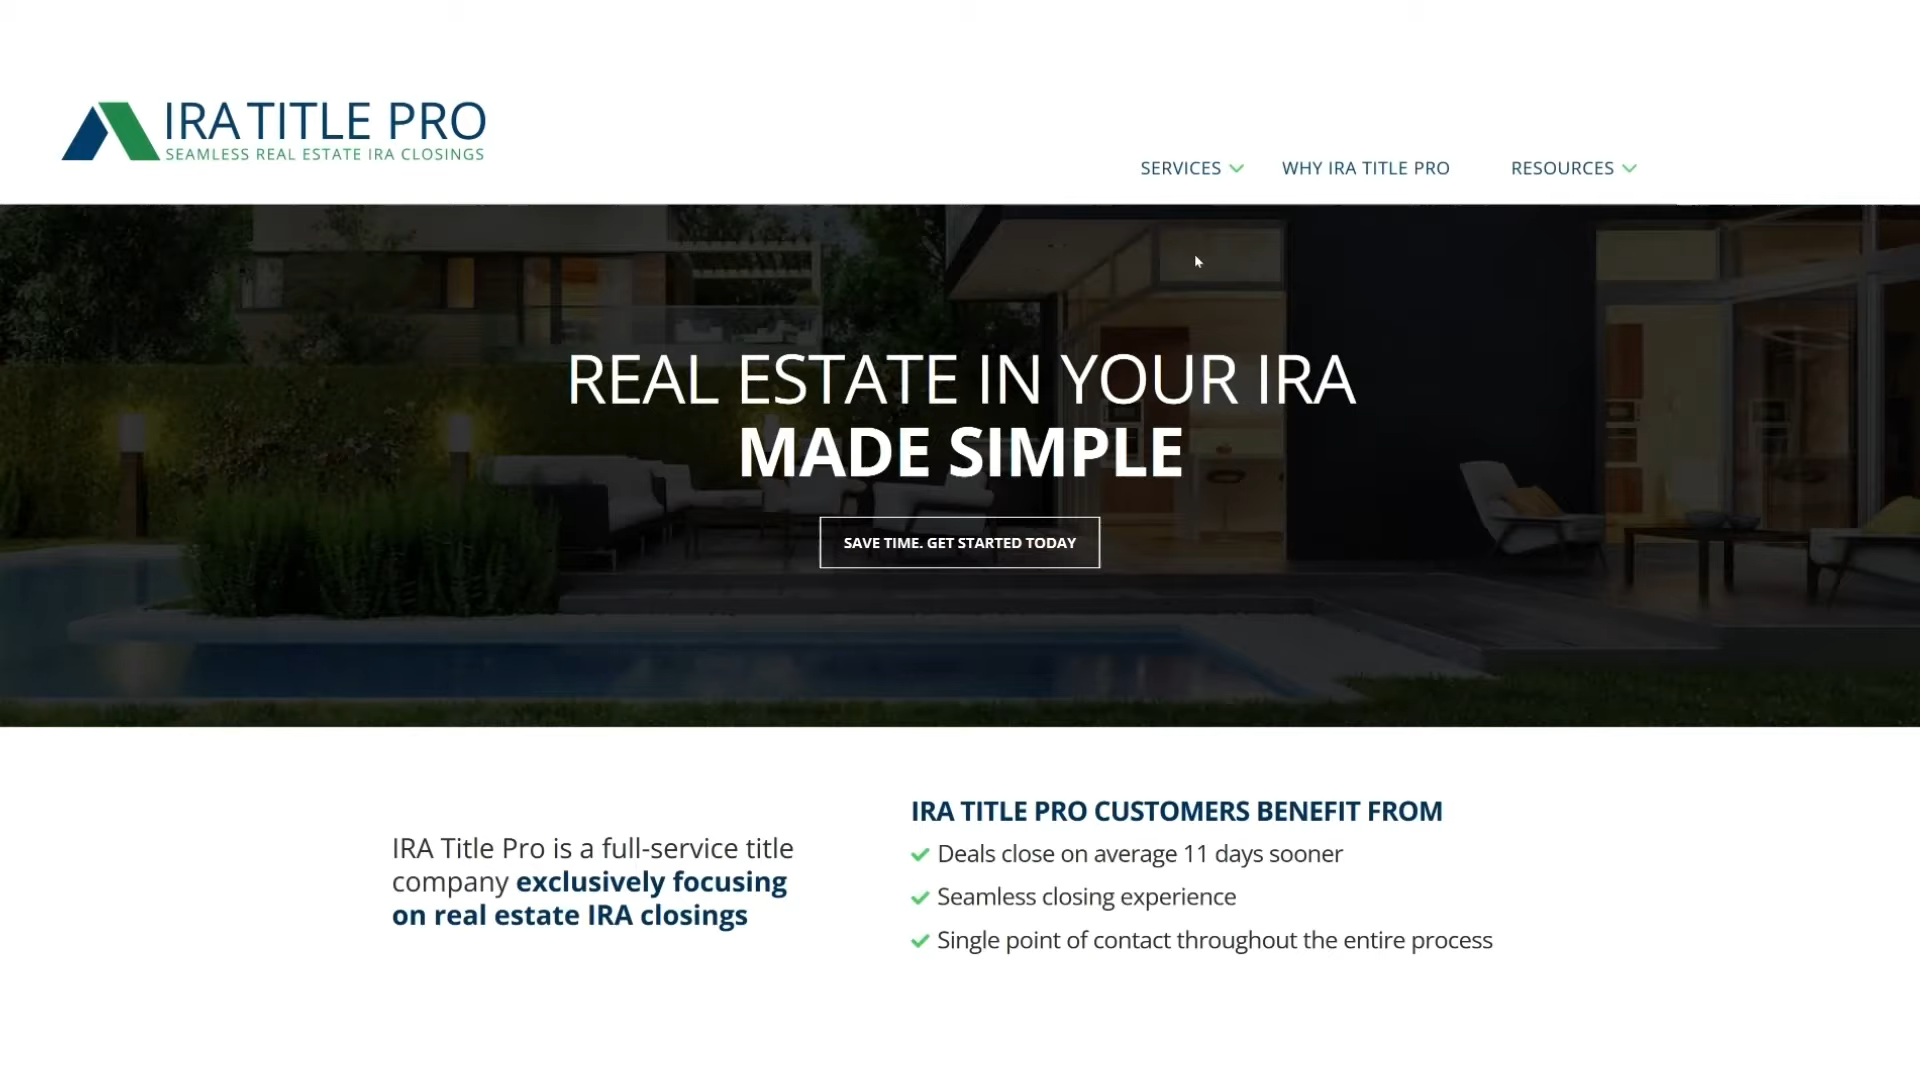 IRA TITLE PRO
SEAMLESS REAL ESTATE IRA CLOSINGS
SERVICES
WHY IRA TITLE PRO
RESOURCES
REAL ESTATE IN YOUR IRA
MADE SIMPLE
SAVE TIME. GET STARTED TODAY
IRA Title Pro is a full-service title
company exclusively focusing
on real estate IRA closings
IRA TITLE PRO CUSTOMERS BENEFIT FROM
Deals close on average 11 days sooner
Seamless closing experience
Single point of contact throughout the entire process